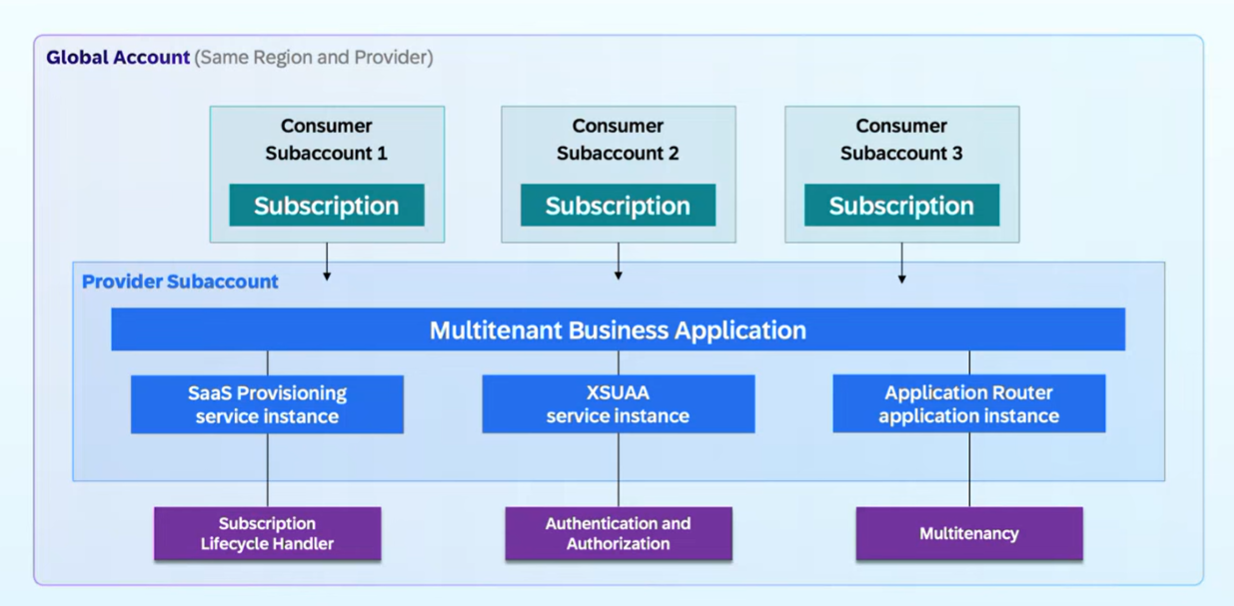 Global Account (Same Region and Provider)
Consumer
Subaccount 1
Subscription
Consumer
Subaccount 2
Subscription
Consumer
Subaccount 3
Subscription
Provider Subaccount
Multitenant Business Application
SaaS Provisioning
service instance
XSUAA
service instance
Application Router
application instance
Subscription
Lifecycle Handler
Authentication and
Authorization
Multitenancy